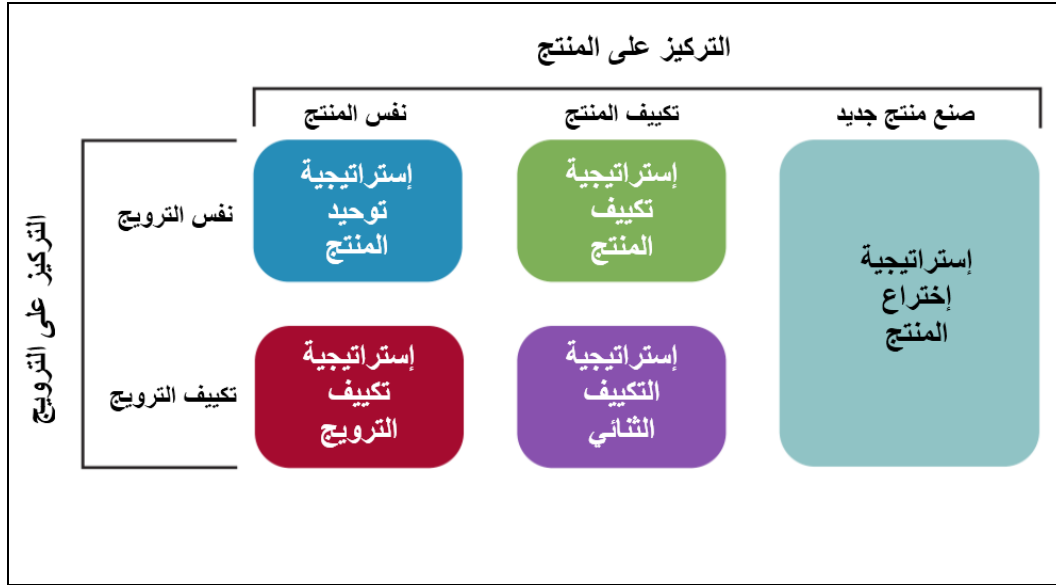 التركيز على المنتج
نفس المنتج
تكييف المنتج
صنع منتج جديد
التركيز على الترويج
نفس الترويج
إستراتيجية
توحيد
المنتج
إستراتيجية
تكييف
المنتج
إستراتيجية
إختراع
المنتج
تكييف الترويج
إستراتيجية
تكييف
الترويج
إستراتيجية
التكييف
الثنائي